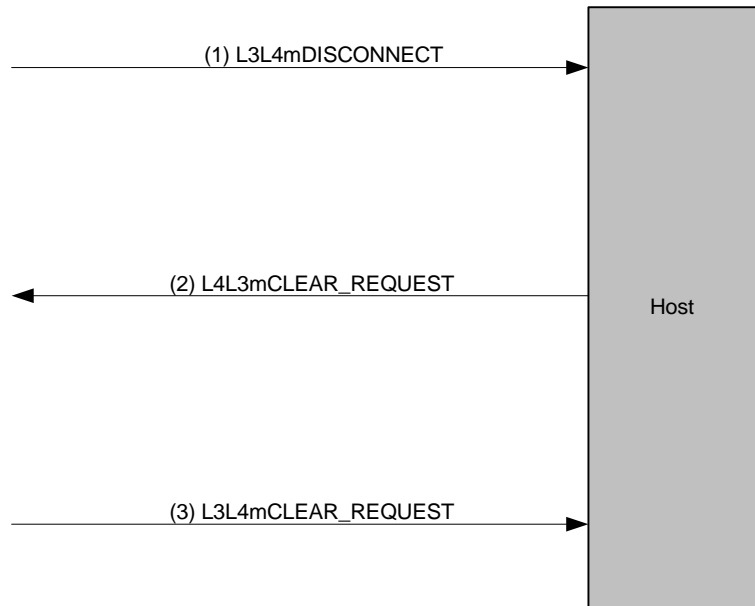 (1) L3L4mDISCONNECT
(2) L4L3mCLEAR_REQUEST
Host
(3) L3L4mCLEAR_REQUEST